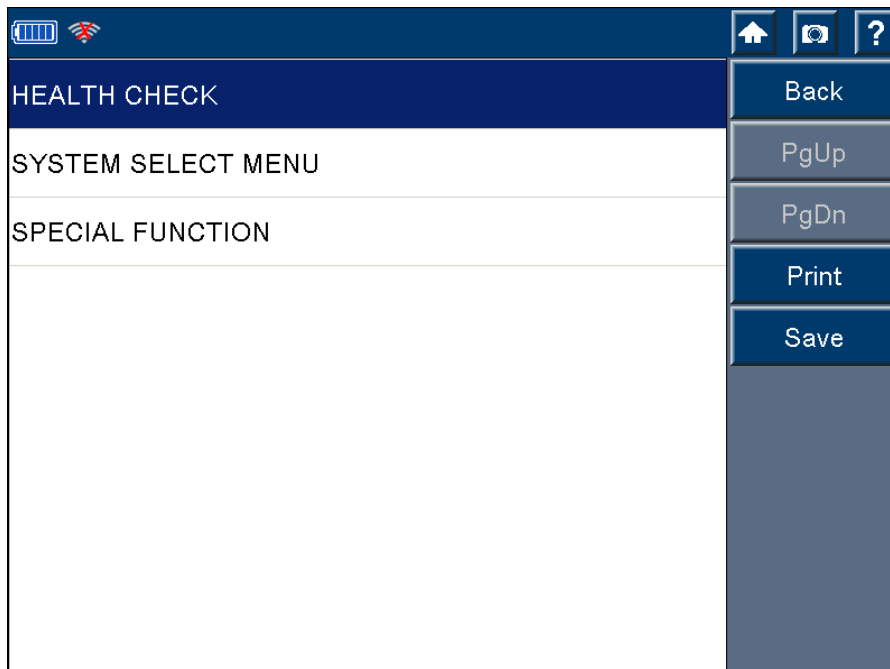 ?
HEALTH CHECK
SYSTEM SELECT MENU
SPECIAL FUNCTION
Back
PgUp
PgDn
Print
Save